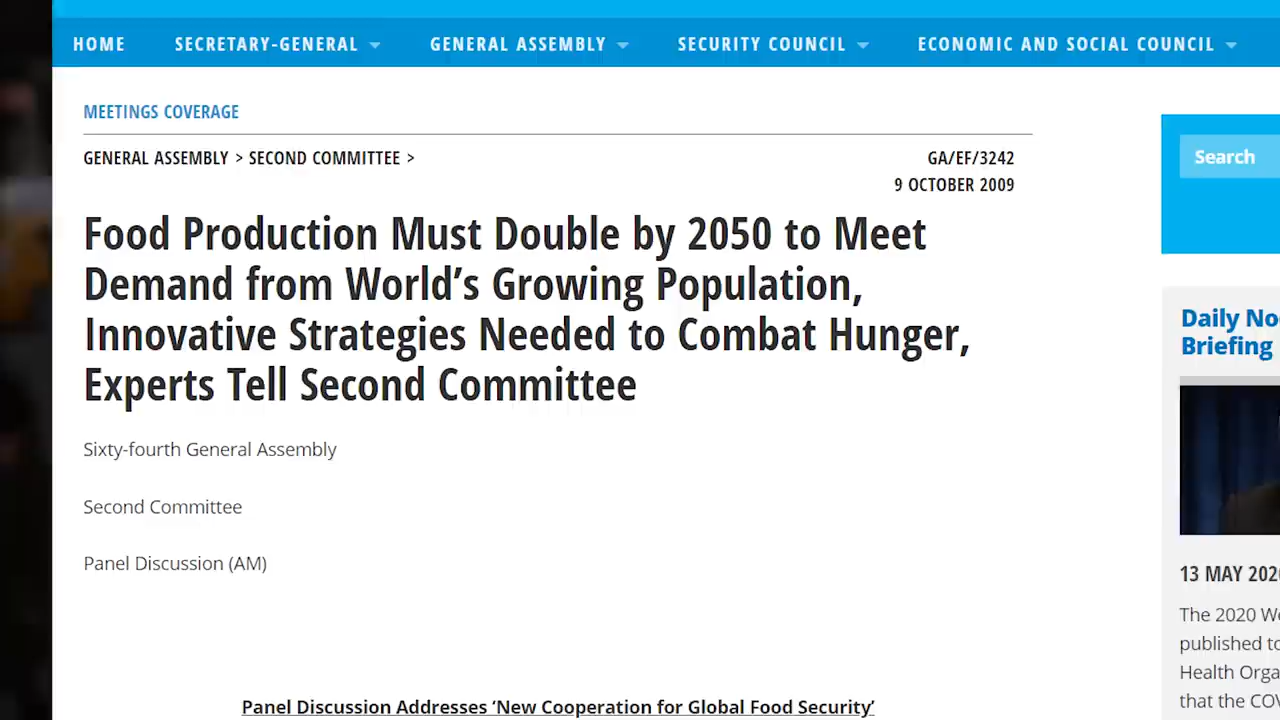 HOME SECRETARY-GENERAL GENERAL ASSEMBLY SECURITY COUNCIL ECONOMIC AND SOCIAL COUNCIL
MEETINGS COVERAGE
GENERAL ASSEMBLY > SECOND COMMITTEE >
GA/EF/3242
9 OCTOBER 2009
Food Production Must Double by 2050 to Meet
Demand from World’s Growing Population,
Innovative Strategies Needed to Combat Hunger,
Experts Tell Second Committee
Sixty-fourth General Assembly
Second Committee
Panel Discussion (AM)
Panel Discussion Addresses ‘New Cooperation for Global Food Security’
Search
Daily
Briefing
13 MAY
The 2020
published
Health
that the